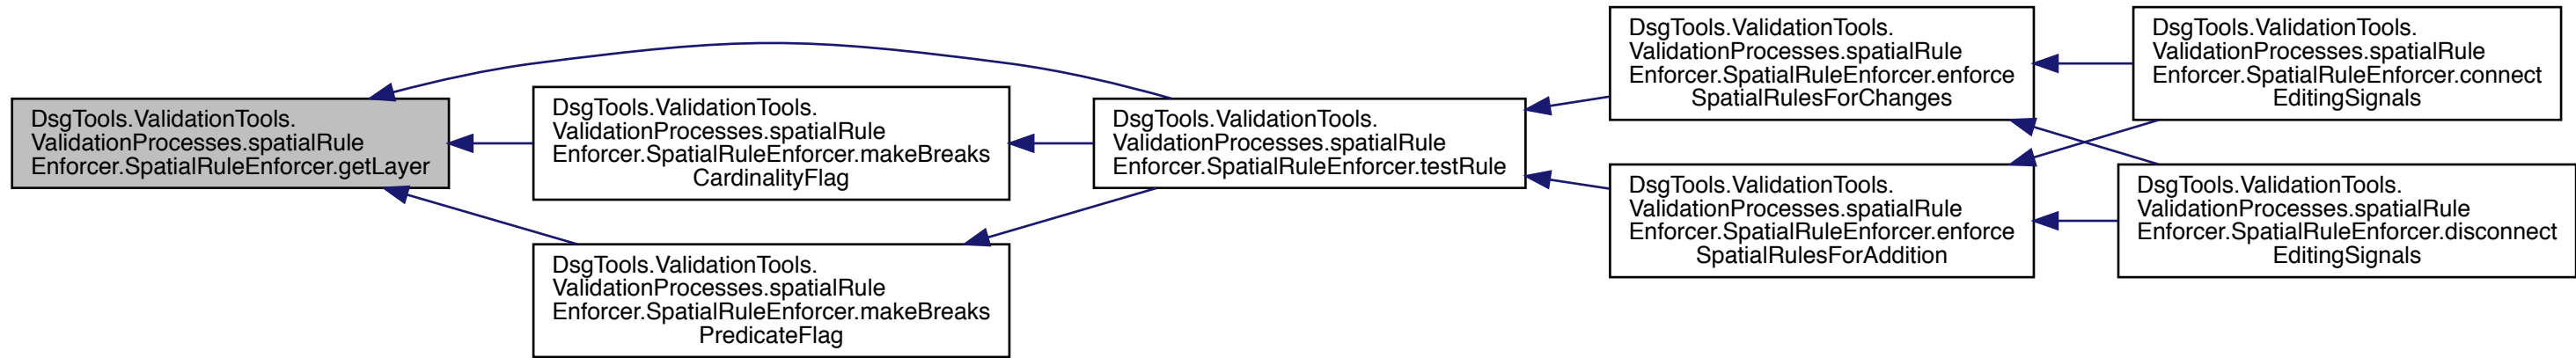 DsgTools.ValidationTools.
ValidationProcesses.spatialRule
Enforcer.SpatialRuleEnforcer.getLayer
DsgTools.ValidationTools.
ValidationProcesses.spatialRule
Enforcer.SpatialRuleEnforcer.makeBreaks
CardinalityFlag
DsgTools.ValidationTools.
ValidationProcesses.spatialRule
Enforcer.SpatialRuleEnforcer.makeBreaks
PredicateFlag
DsgTools.ValidationTools.
ValidationProcesses.spatialRule
Enforcer.SpatialRuleEnforcer.testRule
DsgTools.ValidationTools.
ValidationProcesses.spatialRule
Enforcer.SpatialRuleEnforcer.enforce
SpatialRulesForChanges
DsgTools.ValidationTools.
ValidationProcesses.spatialRule
Enforcer.SpatialRuleEnforcer.enforce
SpatialRulesForAddition
DsgTools.ValidationTools.
ValidationProcesses.spatialRule
Enforcer.SpatialRuleEnforcer.connect
EditingSignals
DsgTools.ValidationTools.
ValidationProcesses.spatialRule
Enforcer.SpatialRuleEnforcer.disconnect
EditingSignals